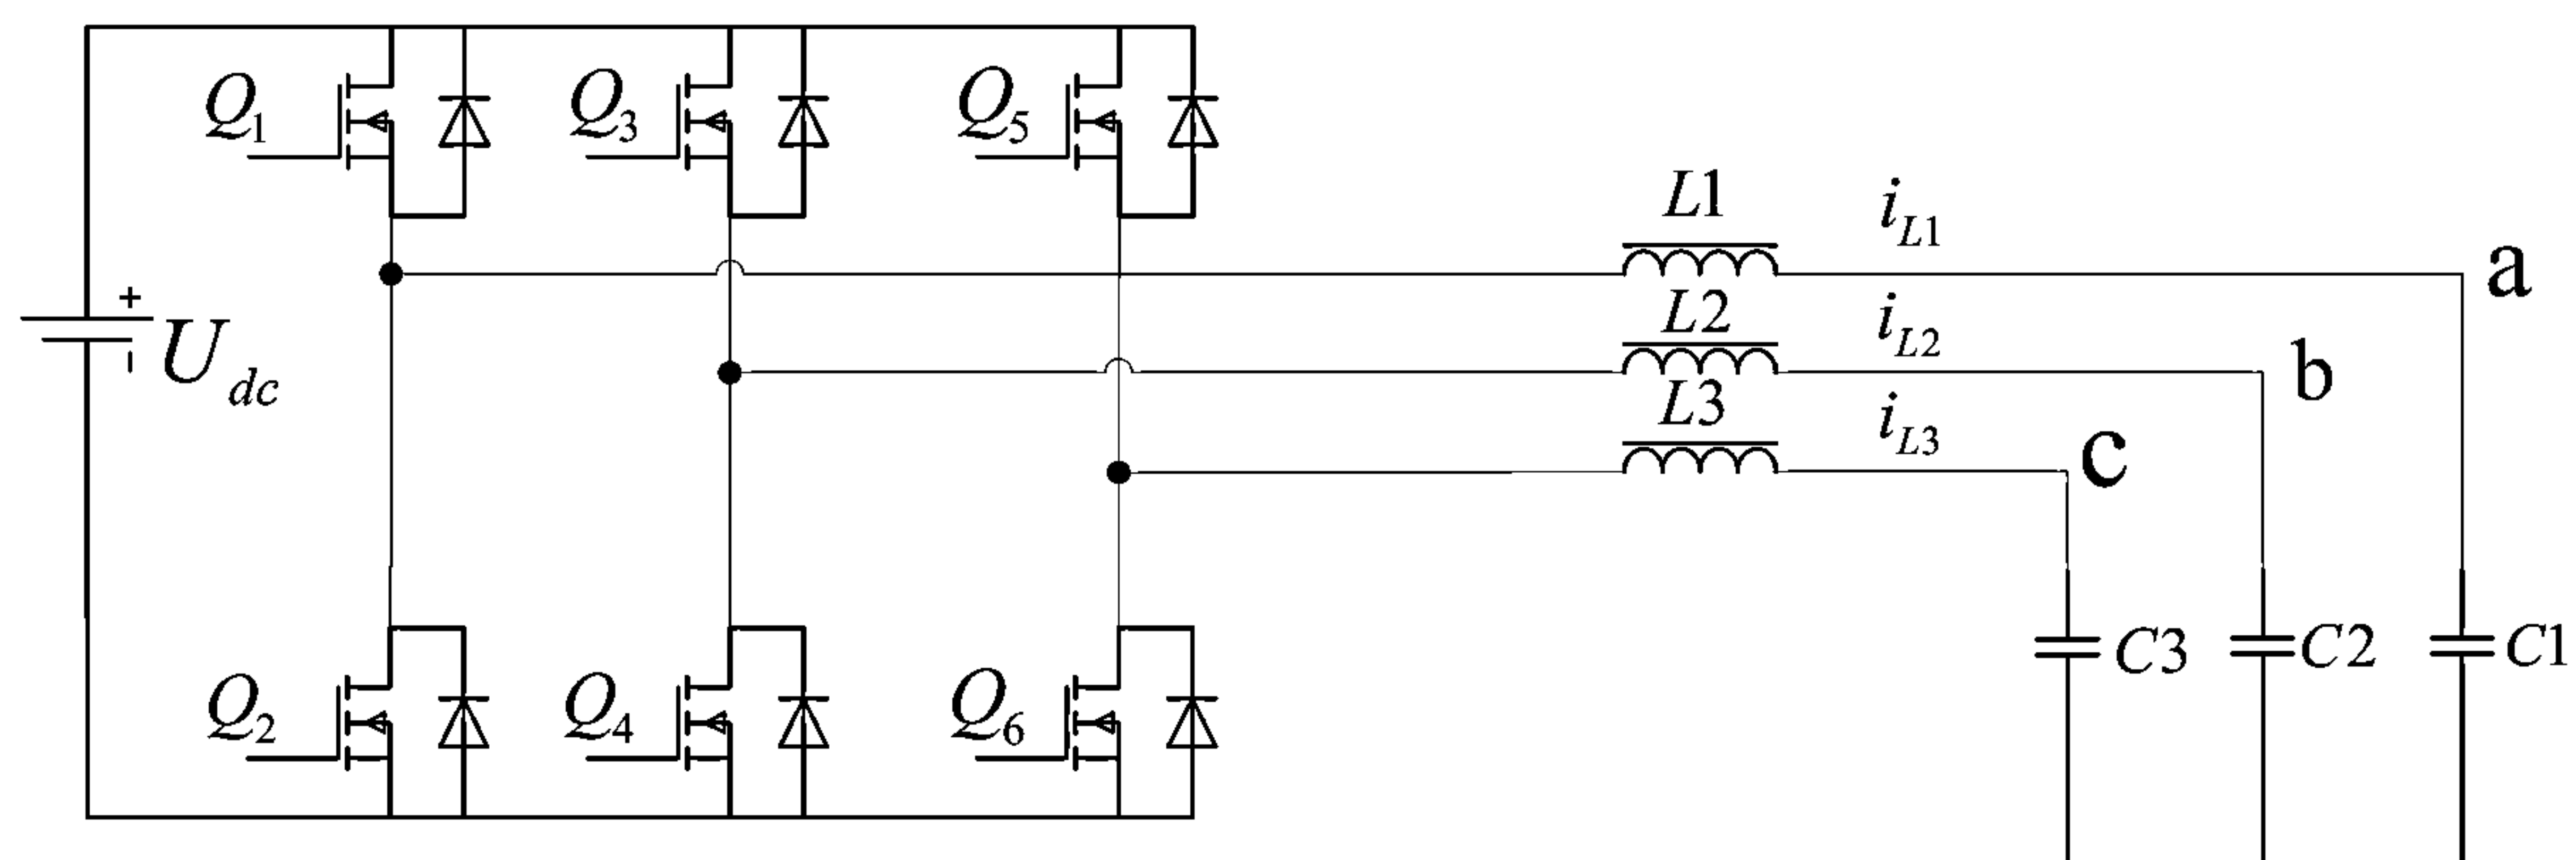 Q1 Q3 Q5
L1 iL1
a
+
Udc
-
L2 iL2
b
L3 iL3
c
C3 C2 C1
Q2 Q4 Q6